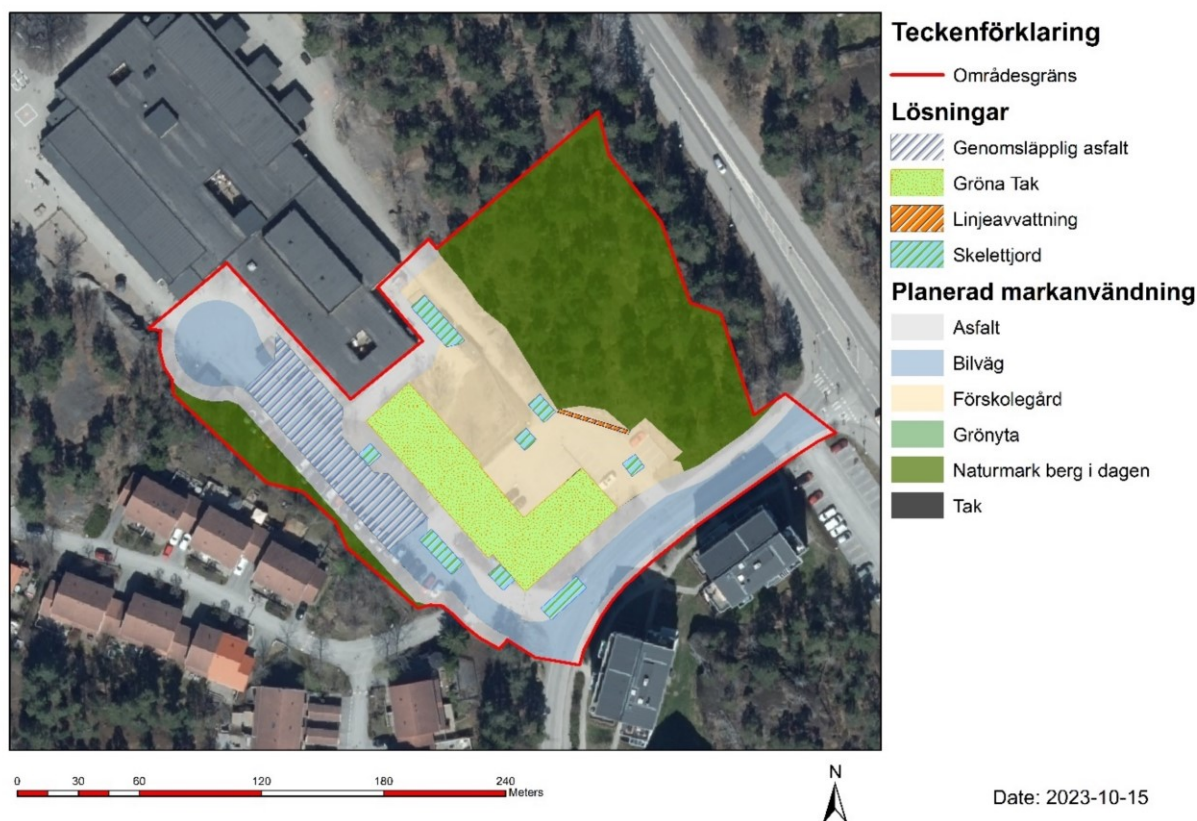 Teckenförklaring
Områdesgräns
Lösningar
Genomsläpplig asfalt
Gröna Tak
Linjeavvattning
Skelettjord
Planerad markanvändning
Asfalt
Bilväg
Förskolegård
Grönyta
Naturmark berg i dagen
Tak
0 30 60 120 180 240
Meters
N
Date: 2023-10-15